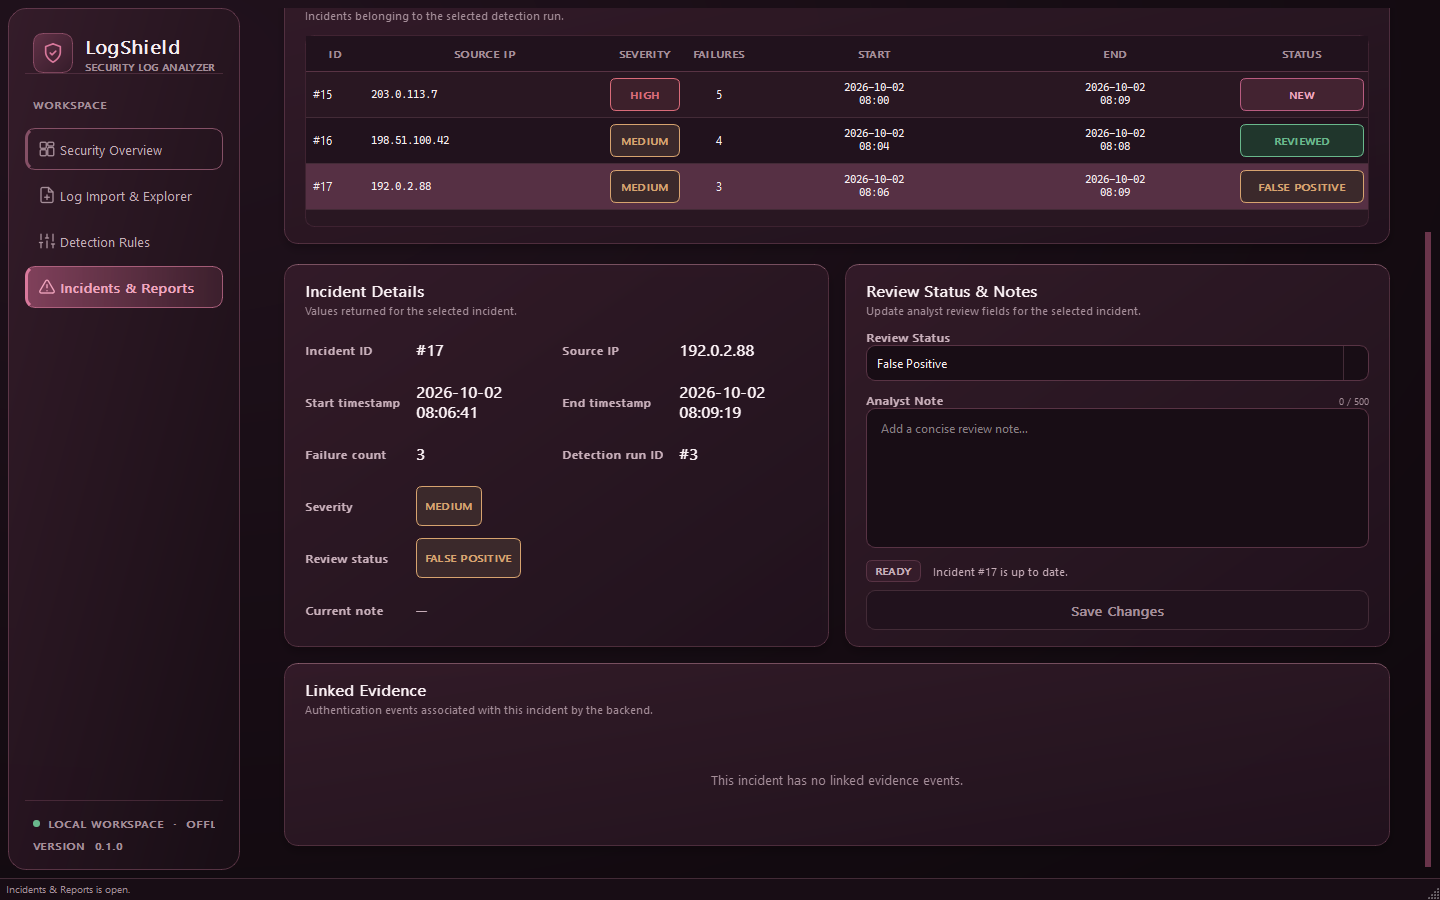 LogShield
SECURITY LOG ANALYZER
WORKSPACE
Security Overview
Log Import & Explorer
Detection Rules
Incidents & Reports
LOCAL WORKSPACE · OFFL
VERSION 0.1.0
Incidents belonging to the selected detection run.
ID SOURCE IP SEVERITY FAILURES START END STATUS
#15 203.0.113.7 HIGH 5 2026-10-02 08:00 2026-10-02 08:09 NEW
#16 198.51.100.42 MEDIUM 4 2026-10-02 08:04 2026-10-02 08:08 REVIEWED
#17 192.0.2.88 MEDIUM 3 2026-10-02 08:06 2026-10-02 08:09 FALSE POSITIVE
Incident Details
Values returned for the selected incident.
Incident ID #17 Source IP 192.0.2.88
Start timestamp 2026-10-02 08:06:41 End timestamp 2026-10-02 08:09:19
Failure count 3 Detection run ID #3
Severity MEDIUM
Review status FALSE POSITIVE
Current note —
Review Status & Notes
Update analyst review fields for the selected incident.
Review Status
False Positive
Analyst Note 0 / 500
Add a concise review note...
READY Incident #17 is up to date.
Save Changes
Linked Evidence
Authentication events associated with this incident by the backend.
This incident has no linked evidence events.
Incidents & Reports is open.